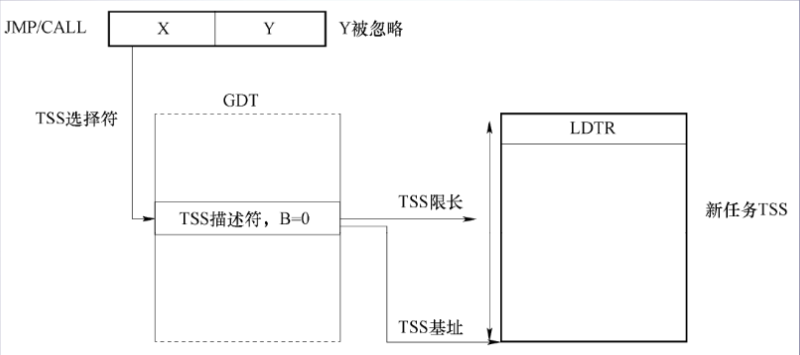 JMP/CALL X Y Y被忽略
GDT
TSS选择符
LDTR
TSS限长
新任务TSS
TSS描述符，B=0
TSS基址